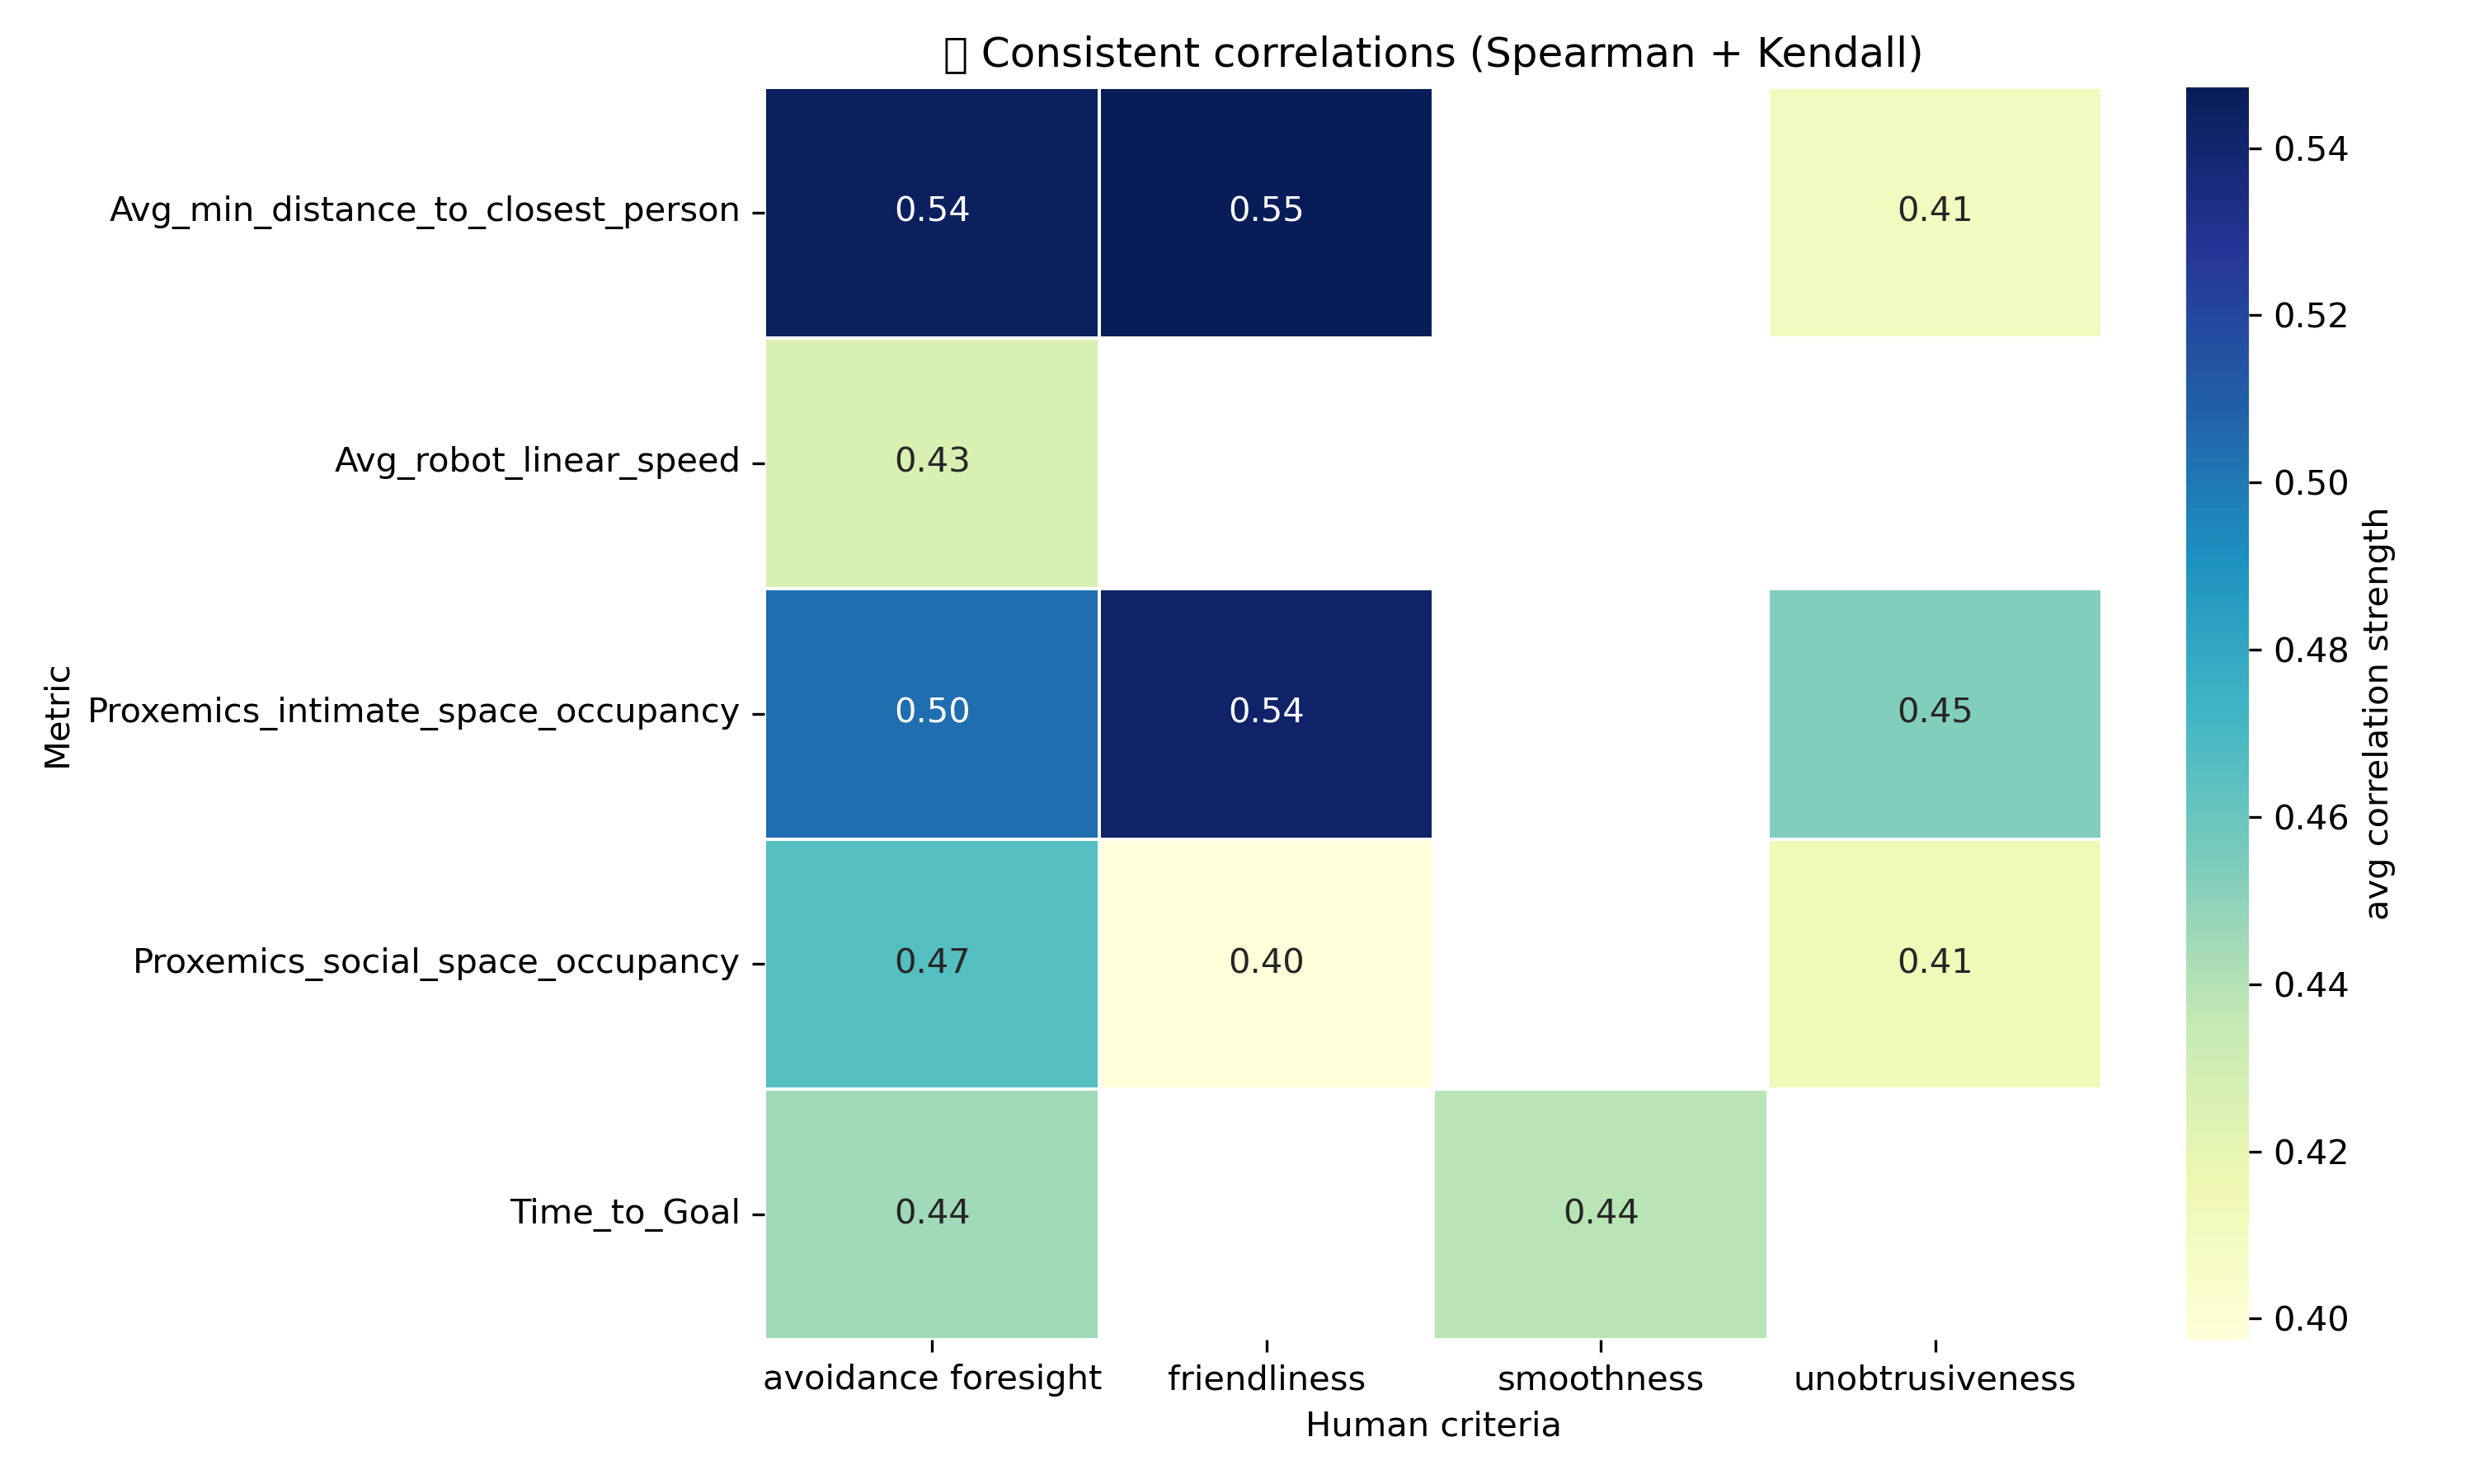 ▯ Consistent correlations (Spearman + Kendall)
Metric
Avg_min_distance_to_closest_person
0.54
0.55
0.41
Avg_robot_linear_speed
0.43
Proxemics_intimate_space_occupancy
0.50
0.54
0.45
Proxemics_social_space_occupancy
0.47
0.40
0.41
Time_to_Goal
0.44
0.44
avoidance foresight
friendliness
smoothness
unobtrusiveness
Human criteria
0.54
0.52
0.50
0.48
0.46
0.44
0.42
0.40
avg correlation strength